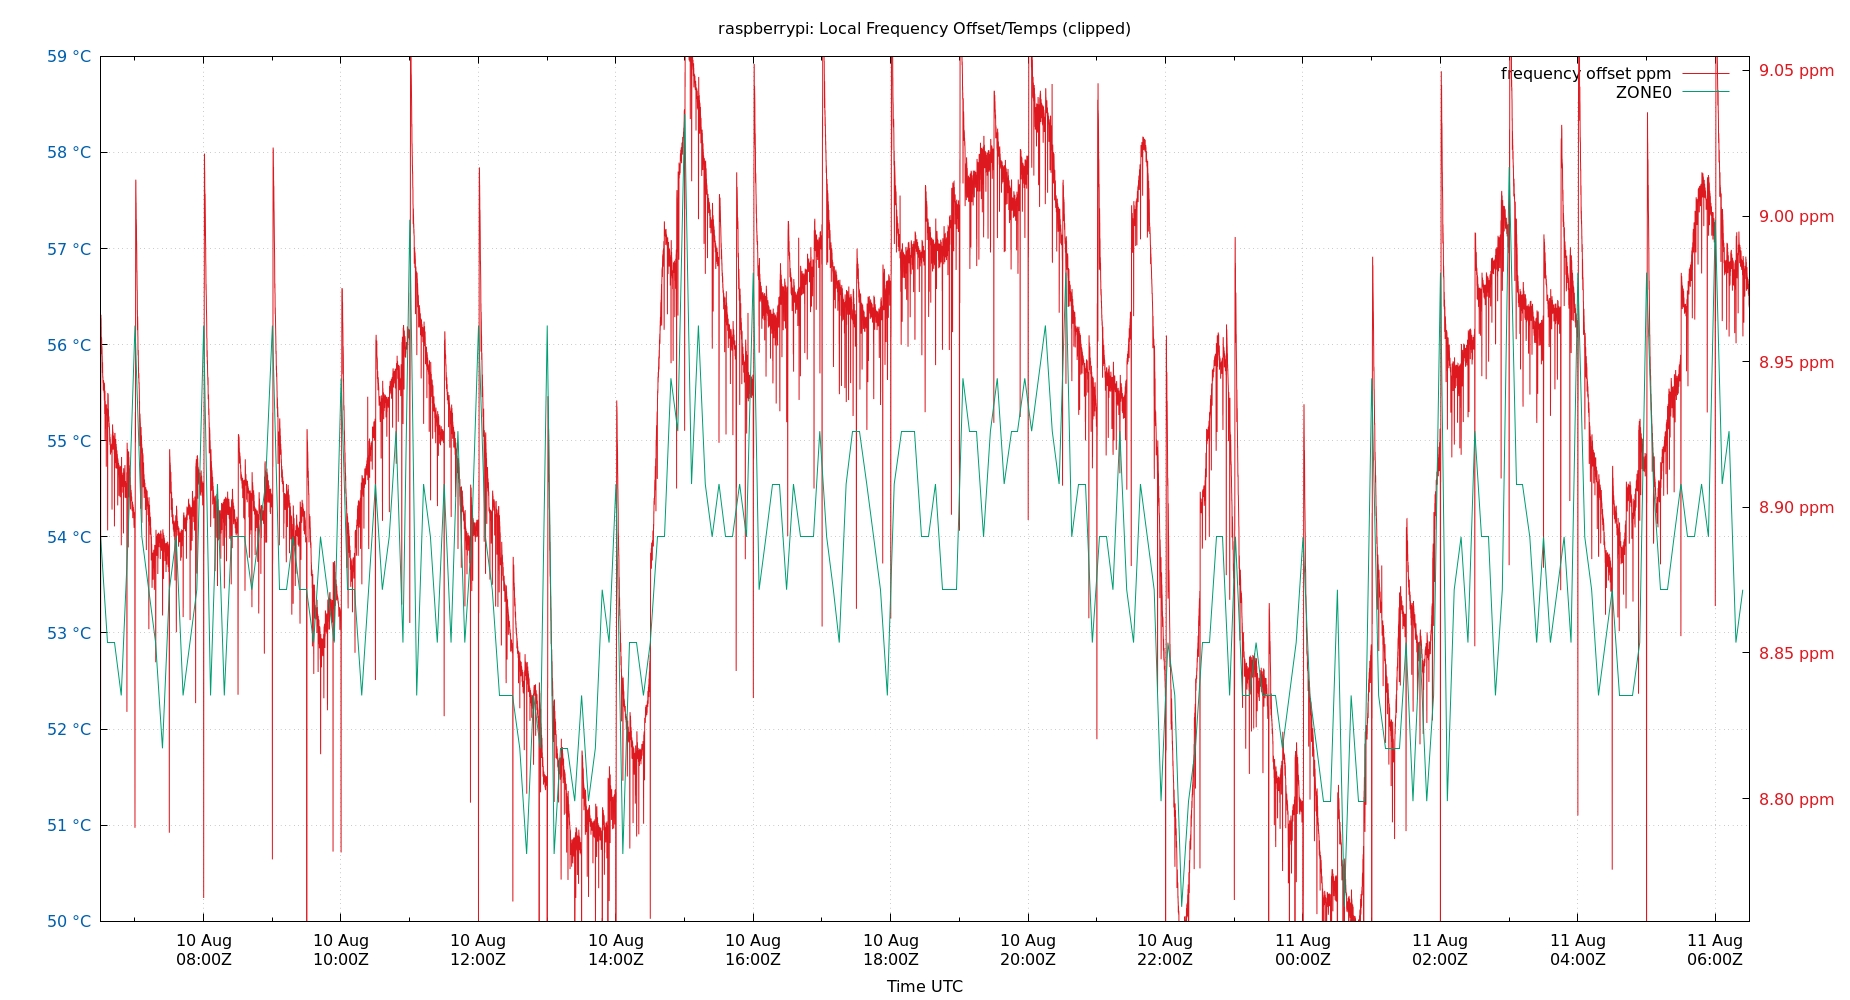 raspberrypi: Local Frequency Offset/Temps (clipped)
frequency offset ppm
ZONE0
59 °C
58 °C
57 °C
56 °C
55 °C
54 °C
53 °C
52 °C
51 °C
50 °C
9.05 ppm
9.00 ppm
8.95 ppm
8.90 ppm
8.85 ppm
8.80 ppm
10 Aug
08:00Z
10 Aug
10:00Z
10 Aug
12:00Z
10 Aug
14:00Z
10 Aug
16:00Z
10 Aug
18:00Z
10 Aug
20:00Z
10 Aug
22:00Z
11 Aug
00:00Z
11 Aug
02:00Z
11 Aug
04:00Z
11 Aug
06:00Z
Time UTC